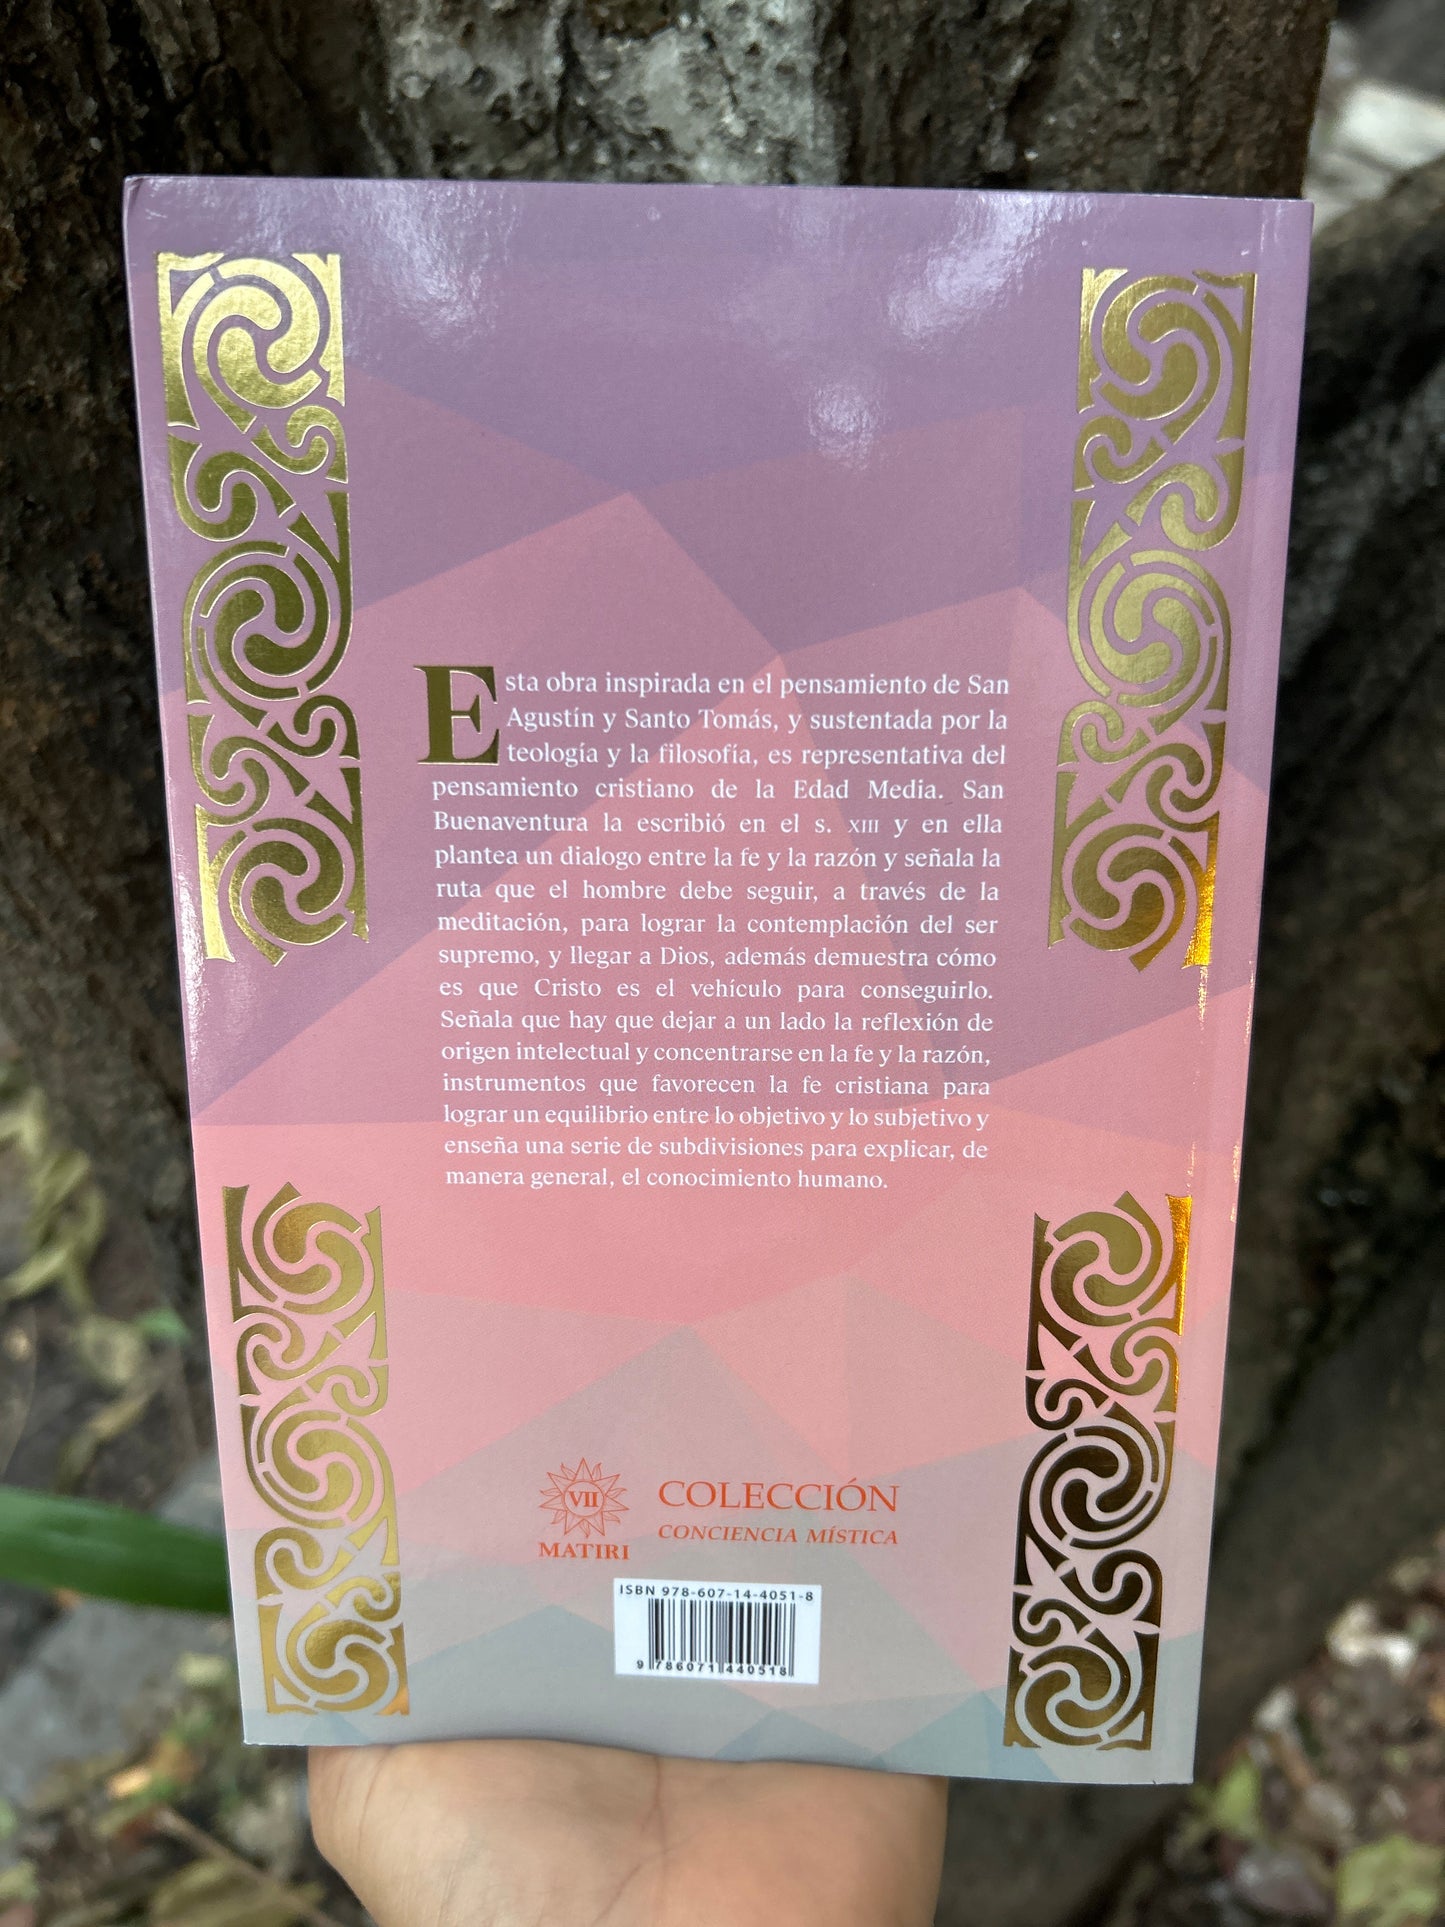 Esta obra inspirada en el pensamiento de San
Agustín y Santo Tomás, y sustentada por la
teología y la filosofía, es representativa del
pensamiento cristiano de la Edad Media. San
Buenaventura la escribió en el s. XIII y en ella
plantea un dialogo entre la fe y la razón y señala la
ruta que el hombre debe seguir, a través de la
meditación, para lograr la contemplación del ser
supremo, y llegar a Dios, además demuestra cómo
es que Cristo es el vehículo para conseguirlo.
Señala que hay que dejar a un lado la reflexión de
origen intelectual y concentrarse en la fe y la razón,
instrumentos que favorecen la fe cristiana para
lograr un equilibrio entre lo objetivo y lo subjetivo y
enseña una serie de subdivisiones para explicar, de
manera general, el conocimiento humano.
VII
MATIRI
COLECCIÓN
CONCIENCIA MÍSTICA
ISBN 978-607-14-4051-8
9 786071 440518